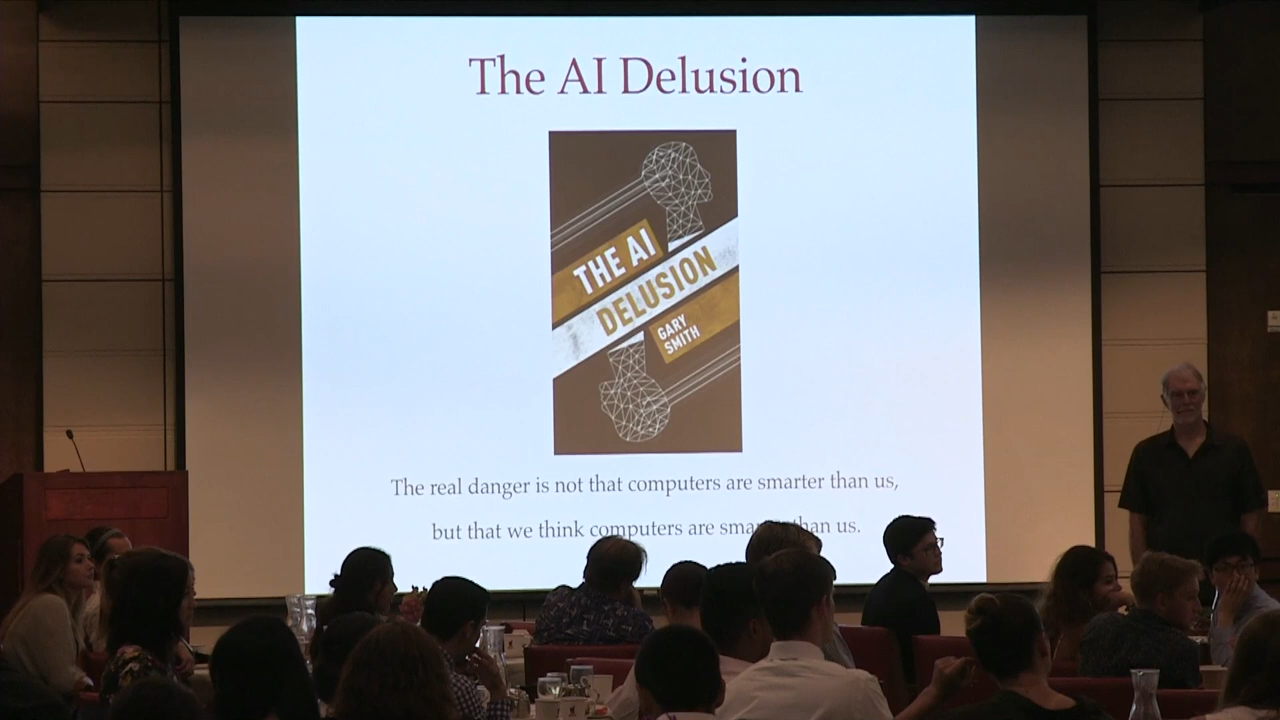 The AI Delusion
THE AI
DELUSION
GARY
SMITH
The real danger is not that computers are smarter than us,
but that we think computers are smarter than us.